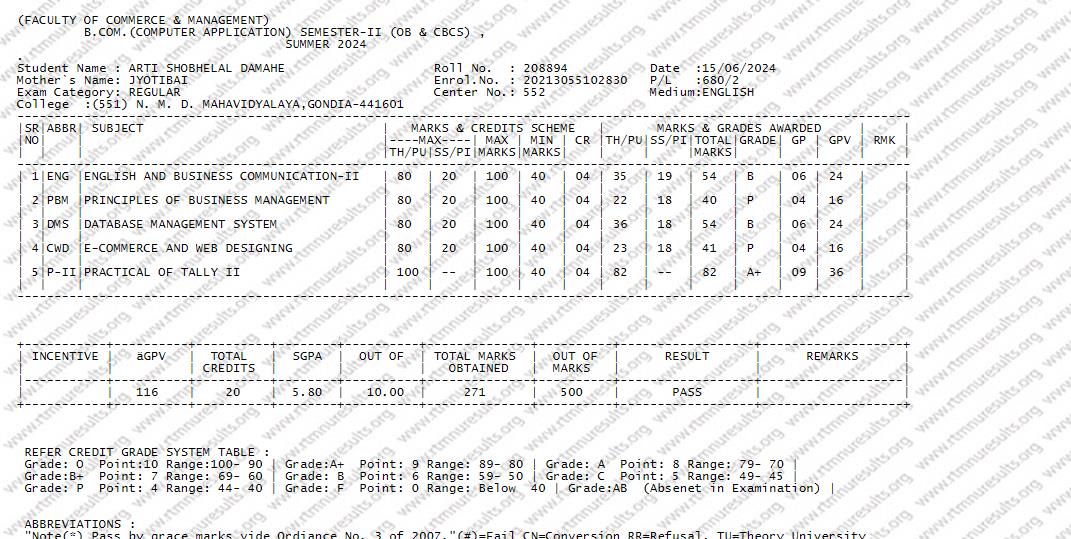 (FACULTY OF COMMERCE & MANAGEMENT)
B.COM.(COMPUTER APPLICATION) SEMESTER-II (OB & CBCS) ,
SUMMER 2024
.
Student Name : ARTI SHOBHELAL DAMAHE Roll No. : 208894 Date :15/06/2024
Mother`s Name: JYOTIBAI Enrol.No. : 20213055102830 P/L :680/2
Exam Category: REGULAR Center No.: 552 Medium:ENGLISH
College :(551) N. M. D. MAHAVIDYALAYA,GONDIA-441601
|SR|ABBR| SUBJECT | MARKS & CREDITS SCHEME | MARKS & GRADES AWARDED | |
|NO| | |----MAX----| MAX | MIN | CR |TH/PU|SS/PI|TOTAL|GRADE| GP | GPV | RMK |
| | | |TH/PU|SS/PI|MARKS|MARKS| | | |MARKS| | | | |
| 1|ENG |ENGLISH AND BUSINESS COMMUNICATION-II | 80 | 20 | 100 | 40 | 04 | 35 | 19 | 54 | B | 06 | 24 | |
| 2|PBM |PRINCIPLES OF BUSINESS MANAGEMENT | 80 | 20 | 100 | 40 | 04 | 22 | 18 | 40 | P | 04 | 16 | |
| 3|DMS |DATABASE MANAGEMENT SYSTEM | 80 | 20 | 100 | 40 | 04 | 36 | 18 | 54 | B | 06 | 24 | |
| 4|CWD |E-COMMERCE AND WEB DESIGNING | 80 | 20 | 100 | 40 | 04 | 23 | 18 | 41 | P | 04 | 16 | |
| 5|P-II|PRACTICAL OF TALLY II | 100 | -- | 100 | 40 | 04 | 82 | -- | 82 | A+ | 09 | 36 | |
| INCENTIVE | äGPV | TOTAL | SGPA | OUT OF | TOTAL MARKS | OUT OF | RESULT | REMARKS |
| | | CREDITS | | | OBTAINED | MARKS | | |
| | 116 | 20 | 5.80 | 10.00 | 271 | 500 | PASS | |
REFER CREDIT GRADE SYSTEM TABLE :
Grade: O Point:10 Range:100- 90 | Grade:A+ Point: 9 Range: 89- 80 | Grade: A Point: 8 Range: 79- 70 |
Grade:B+ Point: 7 Range: 69- 60 | Grade: B Point: 6 Range: 59- 50 | Grade: C Point: 5 Range: 49- 45 |
Grade: P Point: 4 Range: 44- 40 | Grade: F Point: 0 Range: Below 40 | Grade:AB (Absenet in Examination) |
ABBREVIATIONS :
"Note(*) Pass by grace marks vide Ordiance No. 3 of 2007."(#)=Fail CN=Conversion RR=Refusal, TU=Theory University
www.rtmnuresults.org